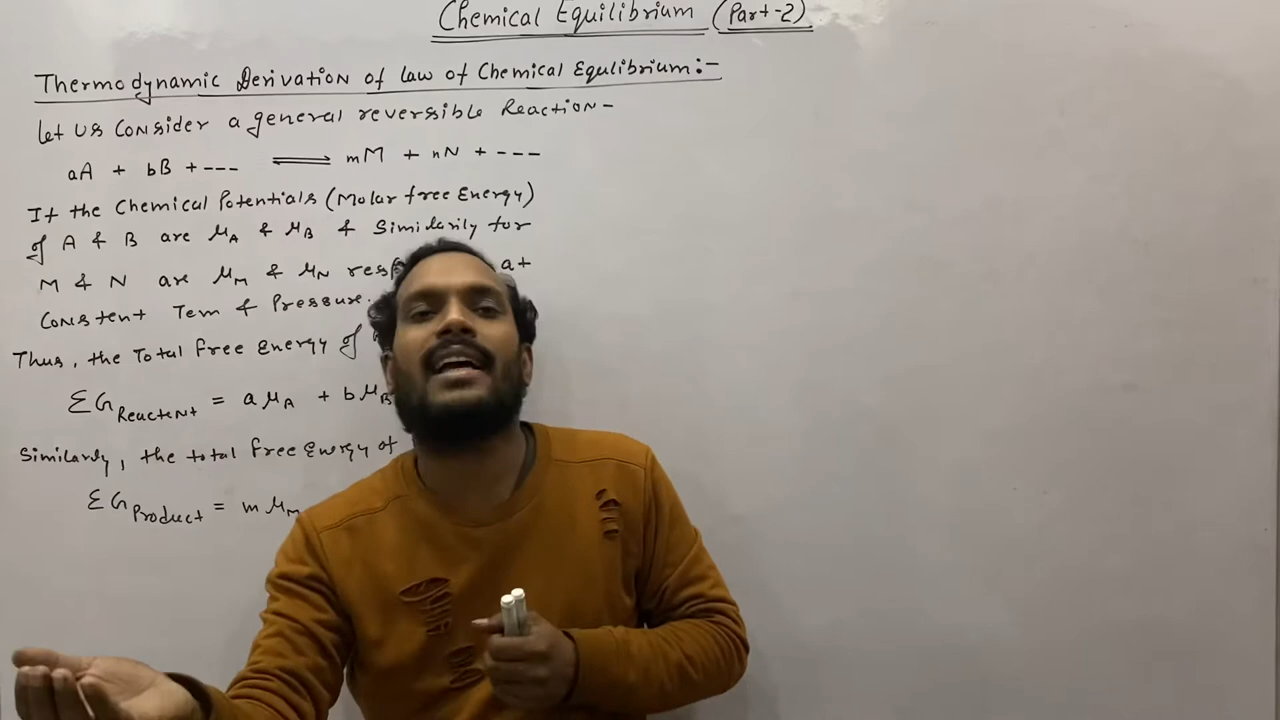 Chemical Equilibrium (Part-2)
Thermodynamic Derivation of Law of Chemical Equlibrium:-
Let us Consider a general reversible Reaction-
aA + bB + --- ⇌ mM + nN + ---
If the Chemical Potentials (Molar free Energy)
of A & B are μA & μB & Similarily for
M & N are μM & μN at
Constent Tem & Pressure.
Thus, the Total free energy of
ΣG Reactent = aμA + bμB
Similarly, the total free Energy of
ΣG Product = mμM